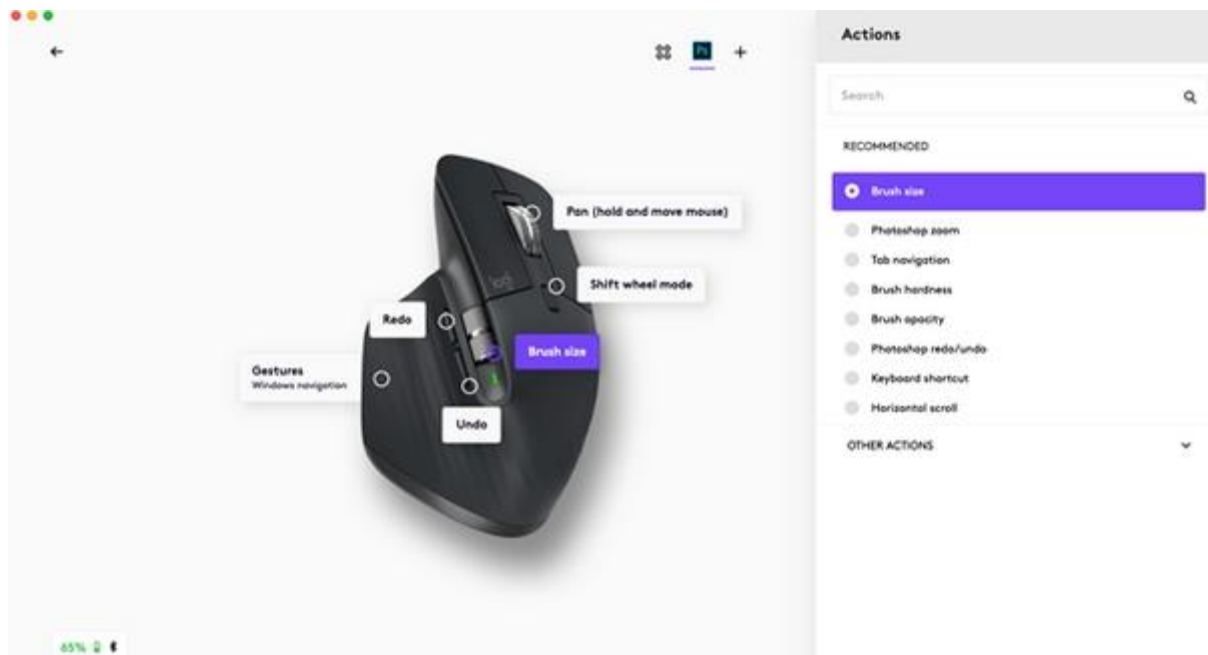 Ps
Actions
Search
RECOMMENDED
Brush size
Photoshop zoom
Tab navigation
Brush hardness
Brush opacity
Photoshop redo/undo
Keyboard shortcut
Horizontal scroll
OTHER ACTIONS
Pan (hold and move mouse)
Shift wheel mode
logi
Redo
Brush size
Gestures
Windows navigation
Undo
65%